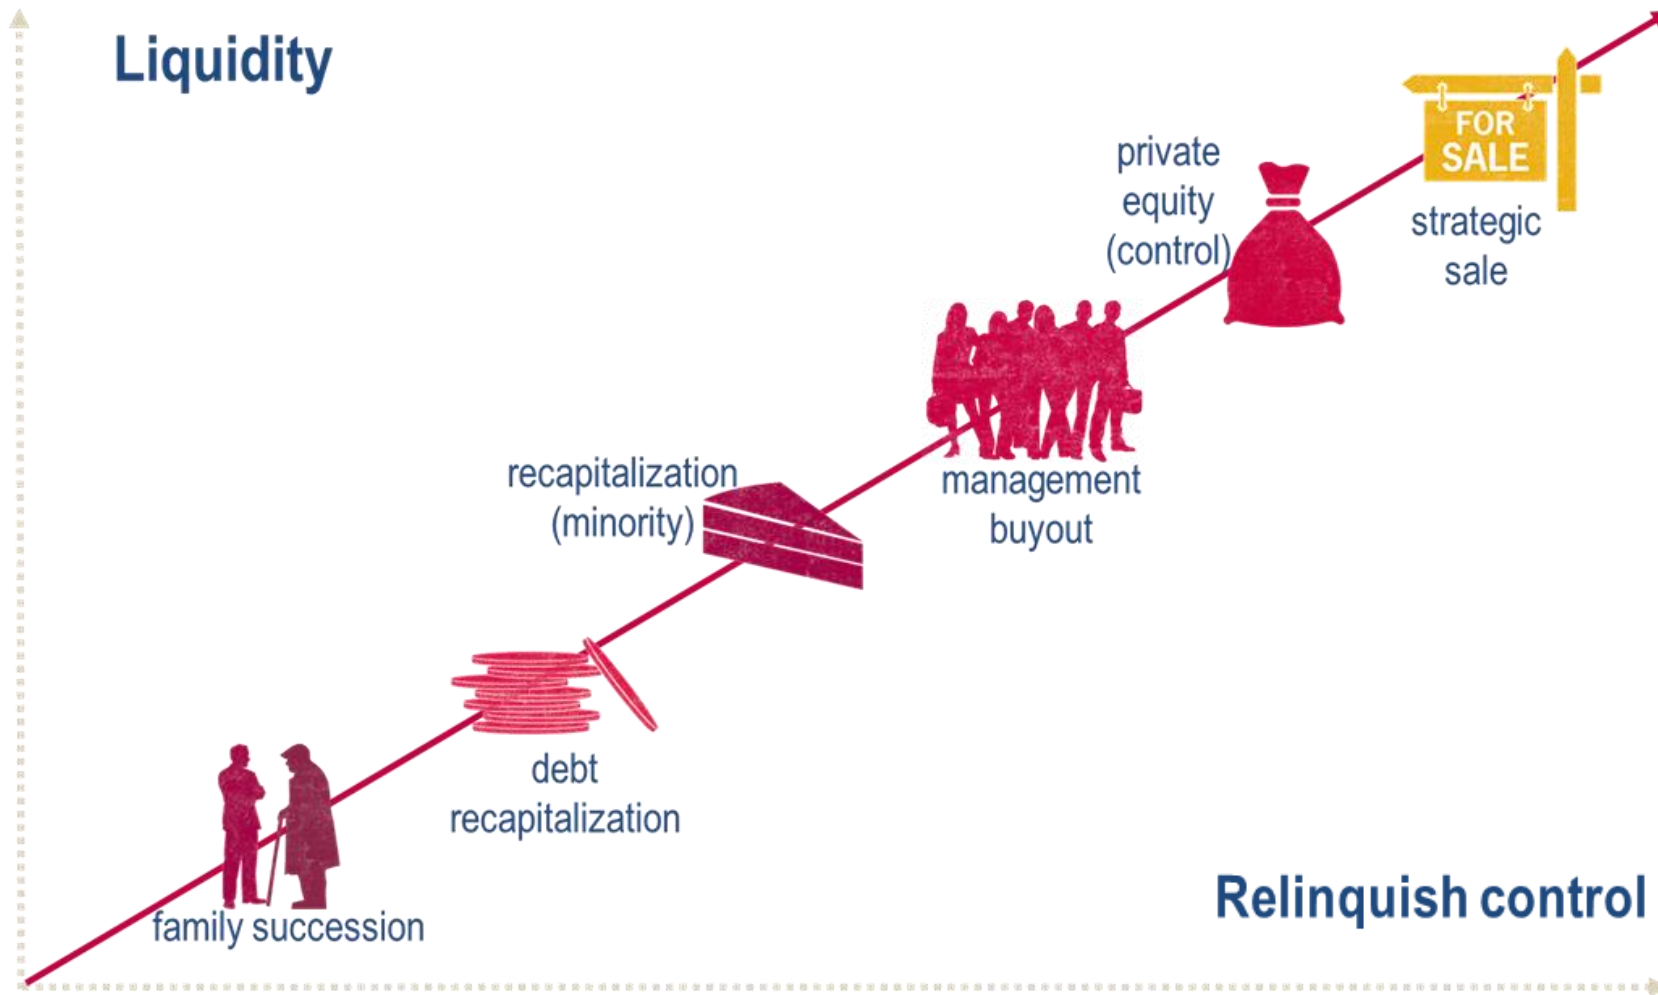 Liquidity
FOR
SALE
private
equity
(control)
strategic
sale
recapitalization
(minority)
management
buyout
debt
recapitalization
Relinquish control
family succession